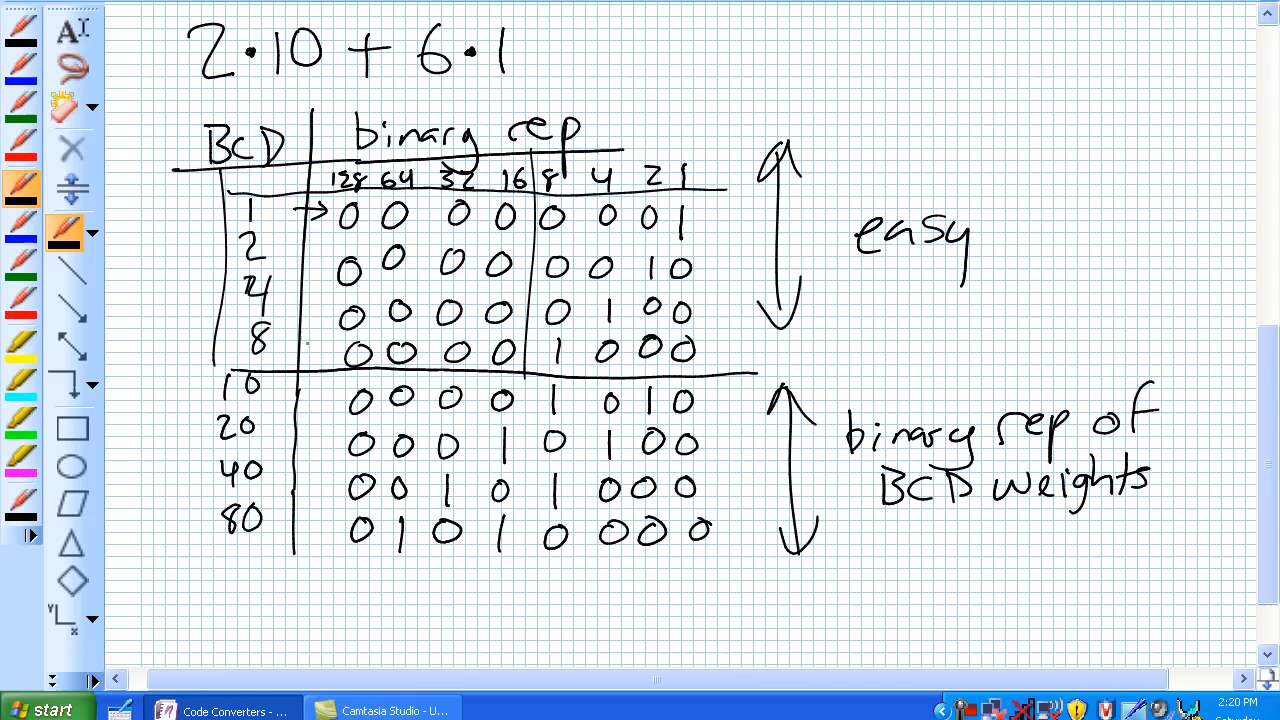 2·10 + 6·1
BCD binary rep
128 64 32 16 8 4 2 1
1 → 0 0 0 0 0 0 0 1
easy
2 0 0 0 0 0 0 1 0
4 0 0 0 0 0 1 0 0
8 0 0 0 0 1 0 0 0
10 0 0 0 0 1 0 1 0
20 0 0 0 1 0 1 0 0
binary rep of
40 0 0 1 0 1 0 0 0
BCD weights
80 0 1 0 1 0 0 0 0
start
Code Converters - ...
Camtasia Studio - U...
2:20 PM